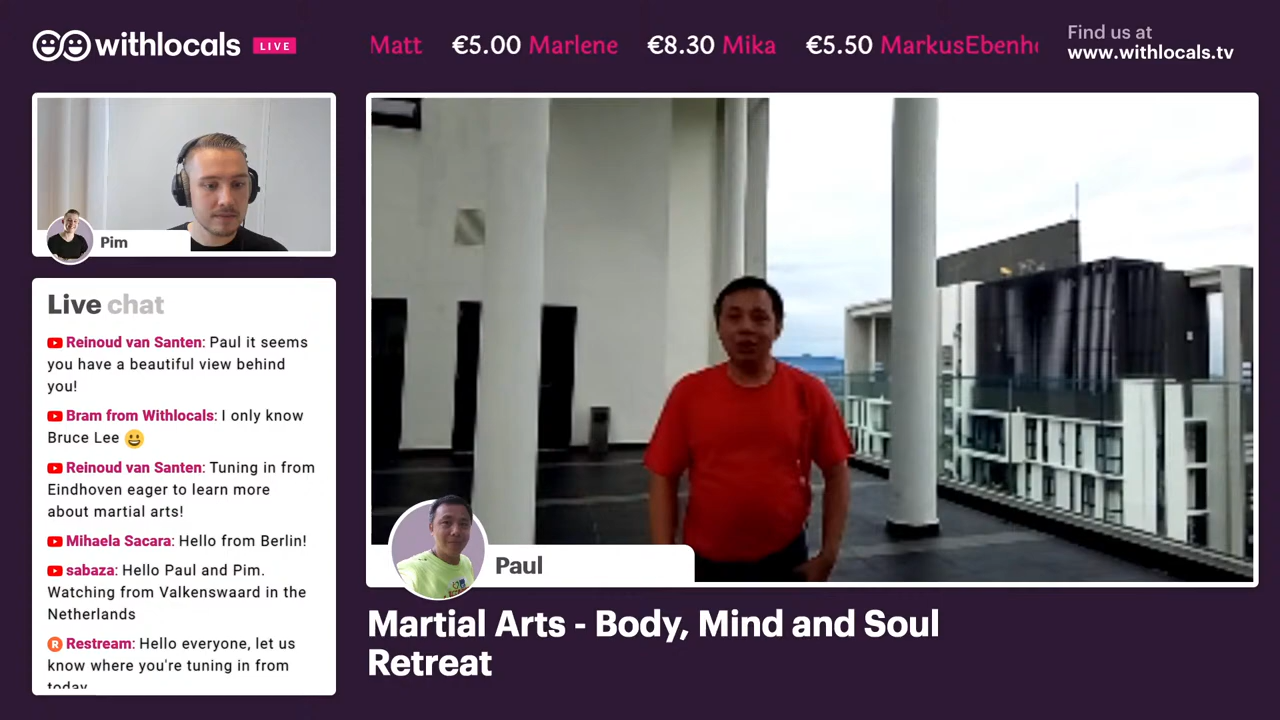 withlocals LIVE
Matt €5.00 Marlene €8.30 Mika €5.50 MarkusEbenh
Find us at
www.withlocals.tv
Pim
Live chat
Reinoud van Santen: Paul it seems
you have a beautiful view behind
you!
Bram from Withlocals: I only know
Bruce Lee 😀
Reinoud van Santen: Tuning in from
Eindhoven eager to learn more
about martial arts!
Mihaela Sacara: Hello from Berlin!
sabaza: Hello Paul and Pim.
Watching from Valkenswaard in the
Netherlands
R Restream: Hello everyone, let us
know where you're tuning in from
today
Paul
Martial Arts - Body, Mind and Soul
Retreat